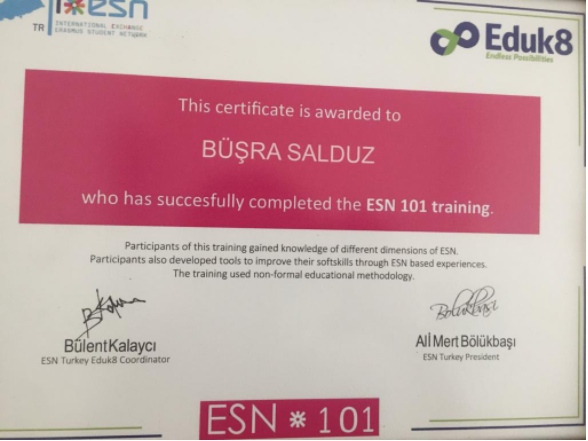 esn
TR
INTERNATIONAL EXCHANGE
ERASMUS STUDENT NETWORK
Eduk8
Endless Possibilities
This certificate is awarded to
BÜŞRA SALDUZ
who has succesfully completed the ESN 101 training.
Participants of this training gained knowledge of different dimensions of ESN.
Participants also developed tools to improve their softskills through ESN based experiences.
The training used non-formal educational methodology.
Bölükbaşı
BülentKalaycı
ESN Turkey Eduk8 Coordinator
Ali Mert Bölükbaşı
ESN Turkey President
ESN ✻ 101